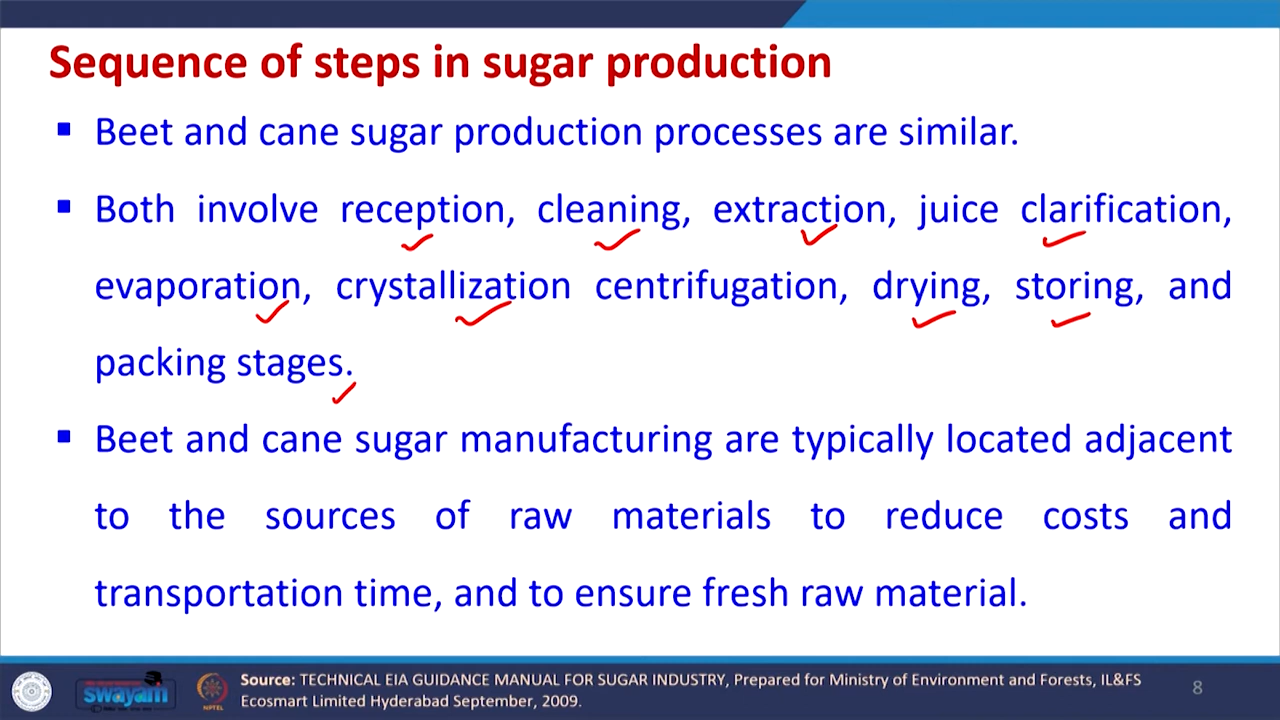 Sequence of steps in sugar production
▪ Beet and cane sugar production processes are similar.
▪ Both involve reception, cleaning, extraction, juice clarification,
evaporation, crystallization centrifugation, drying, storing, and
packing stages.
▪ Beet and cane sugar manufacturing are typically located adjacent
to the sources of raw materials to reduce costs and
transportation time, and to ensure fresh raw material.
swayam
NPTEL
Source: TECHNICAL EIA GUIDANCE MANUAL FOR SUGAR INDUSTRY, Prepared for Ministry of Environment and Forests, IL&FS
Ecosmart Limited Hyderabad September, 2009.
8